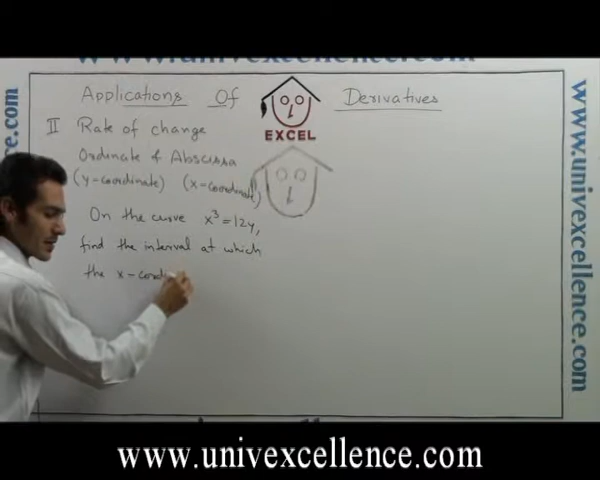 www.univexcellence.com
Applications Of Derivatives
EXCEL
II Rate of change
Ordinate & Abscissa
(y-coordinate) (x-coordinate)
On the curve x³ = 12y,
find the interval at which
the x-cordi
www.univexcellence.com
www.univexcellence.com